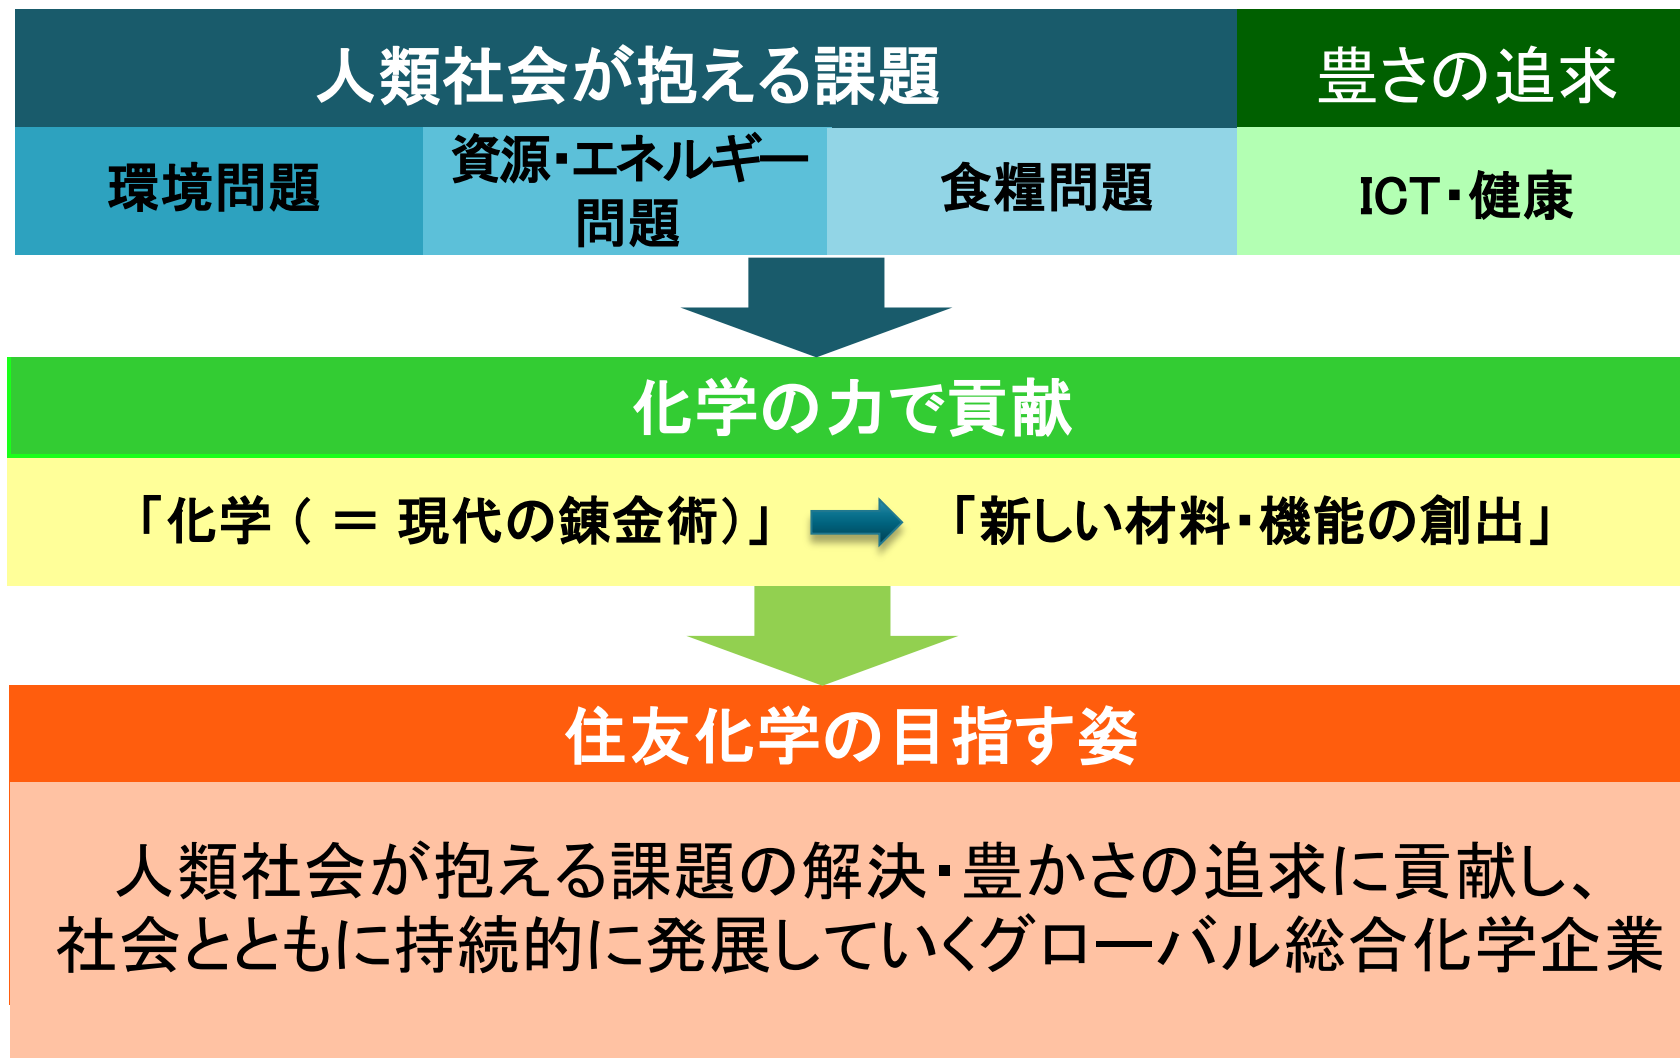 人類社会が抱える課題
豊さの追求
環境問題
資源・エネルギー
問題
食糧問題
ICT・健康
化学の力で貢献
「化学（ ＝ 現代の錬金術）」
「新しい材料・機能の創出」
住友化学の目指す姿
人類社会が抱える課題の解決・豊かさの追求に貢献し、
社会とともに持続的に発展していくグローバル総合化学企業